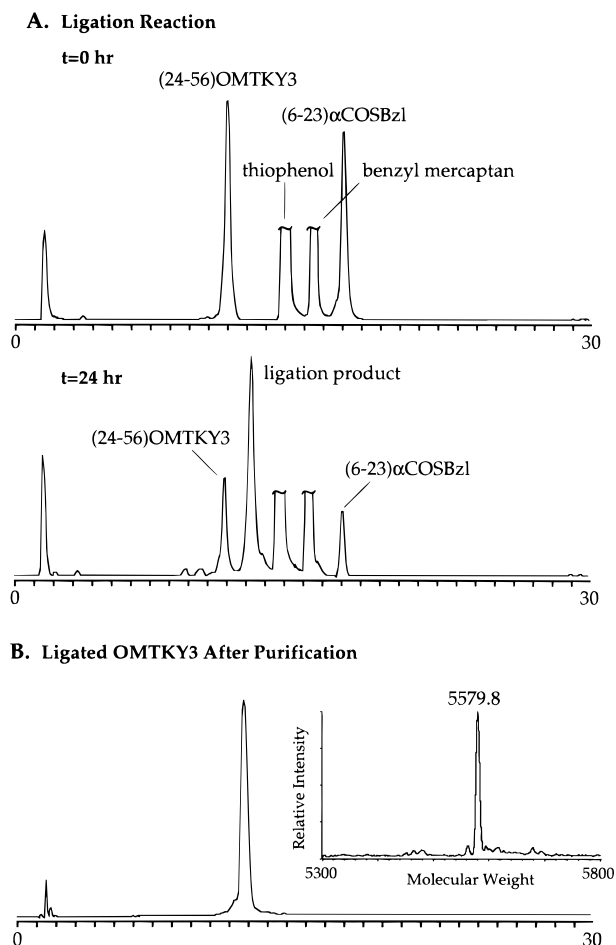 A. Ligation Reaction
t=0 hr
(24-56)OMTKY3
(6-23)αCOSBzl
thiophenol
benzyl mercaptan
0
30
t=24 hr
ligation product
(24-56)OMTKY3
(6-23)αCOSBzl
0
30
B. Ligated OMTKY3 After Purification
5579.8
Relative Intensity
5300
5800
Molecular Weight
0
30